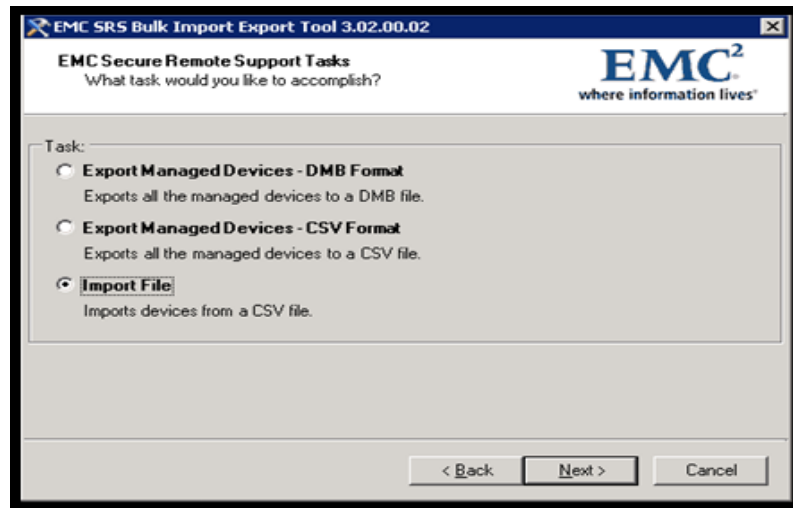 EMC SRS Bulk Import Export Tool 3.02.00.02
EMC Secure Remote Support Tasks
What task would you like to accomplish?
EMC²
where information lives®
Task:
Export Managed Devices - DMB Format
Exports all the managed devices to a DMB file.
Export Managed Devices - CSV Format
Exports all the managed devices to a CSV file.
Import File
Imports devices from a CSV file.
< Back
Next >
Cancel